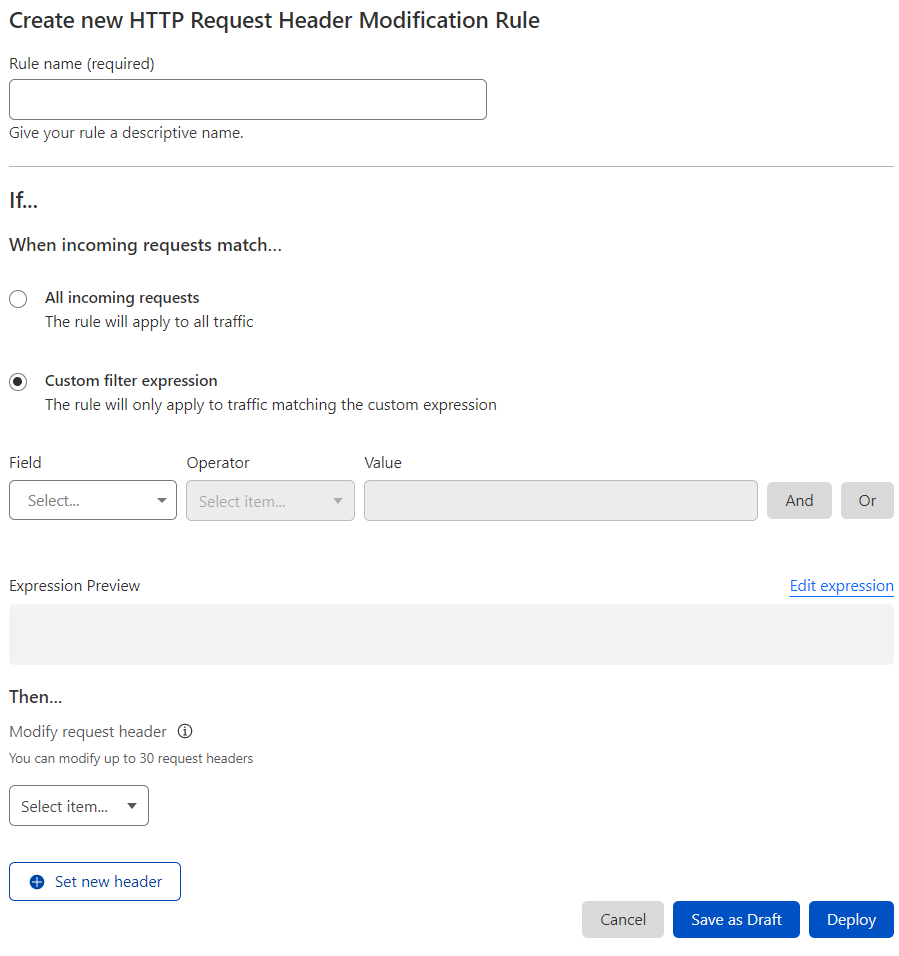 Create new HTTP Request Header Modification Rule
Rule name (required)
Give your rule a descriptive name.
If...
When incoming requests match...
All incoming requests
The rule will apply to all traffic
Custom filter expression
The rule will only apply to traffic matching the custom expression
Field Operator Value
Select... Select item... And Or
Expression Preview Edit expression
Then...
Modify request header
You can modify up to 30 request headers
Select item...
Set new header
Cancel Save as Draft Deploy